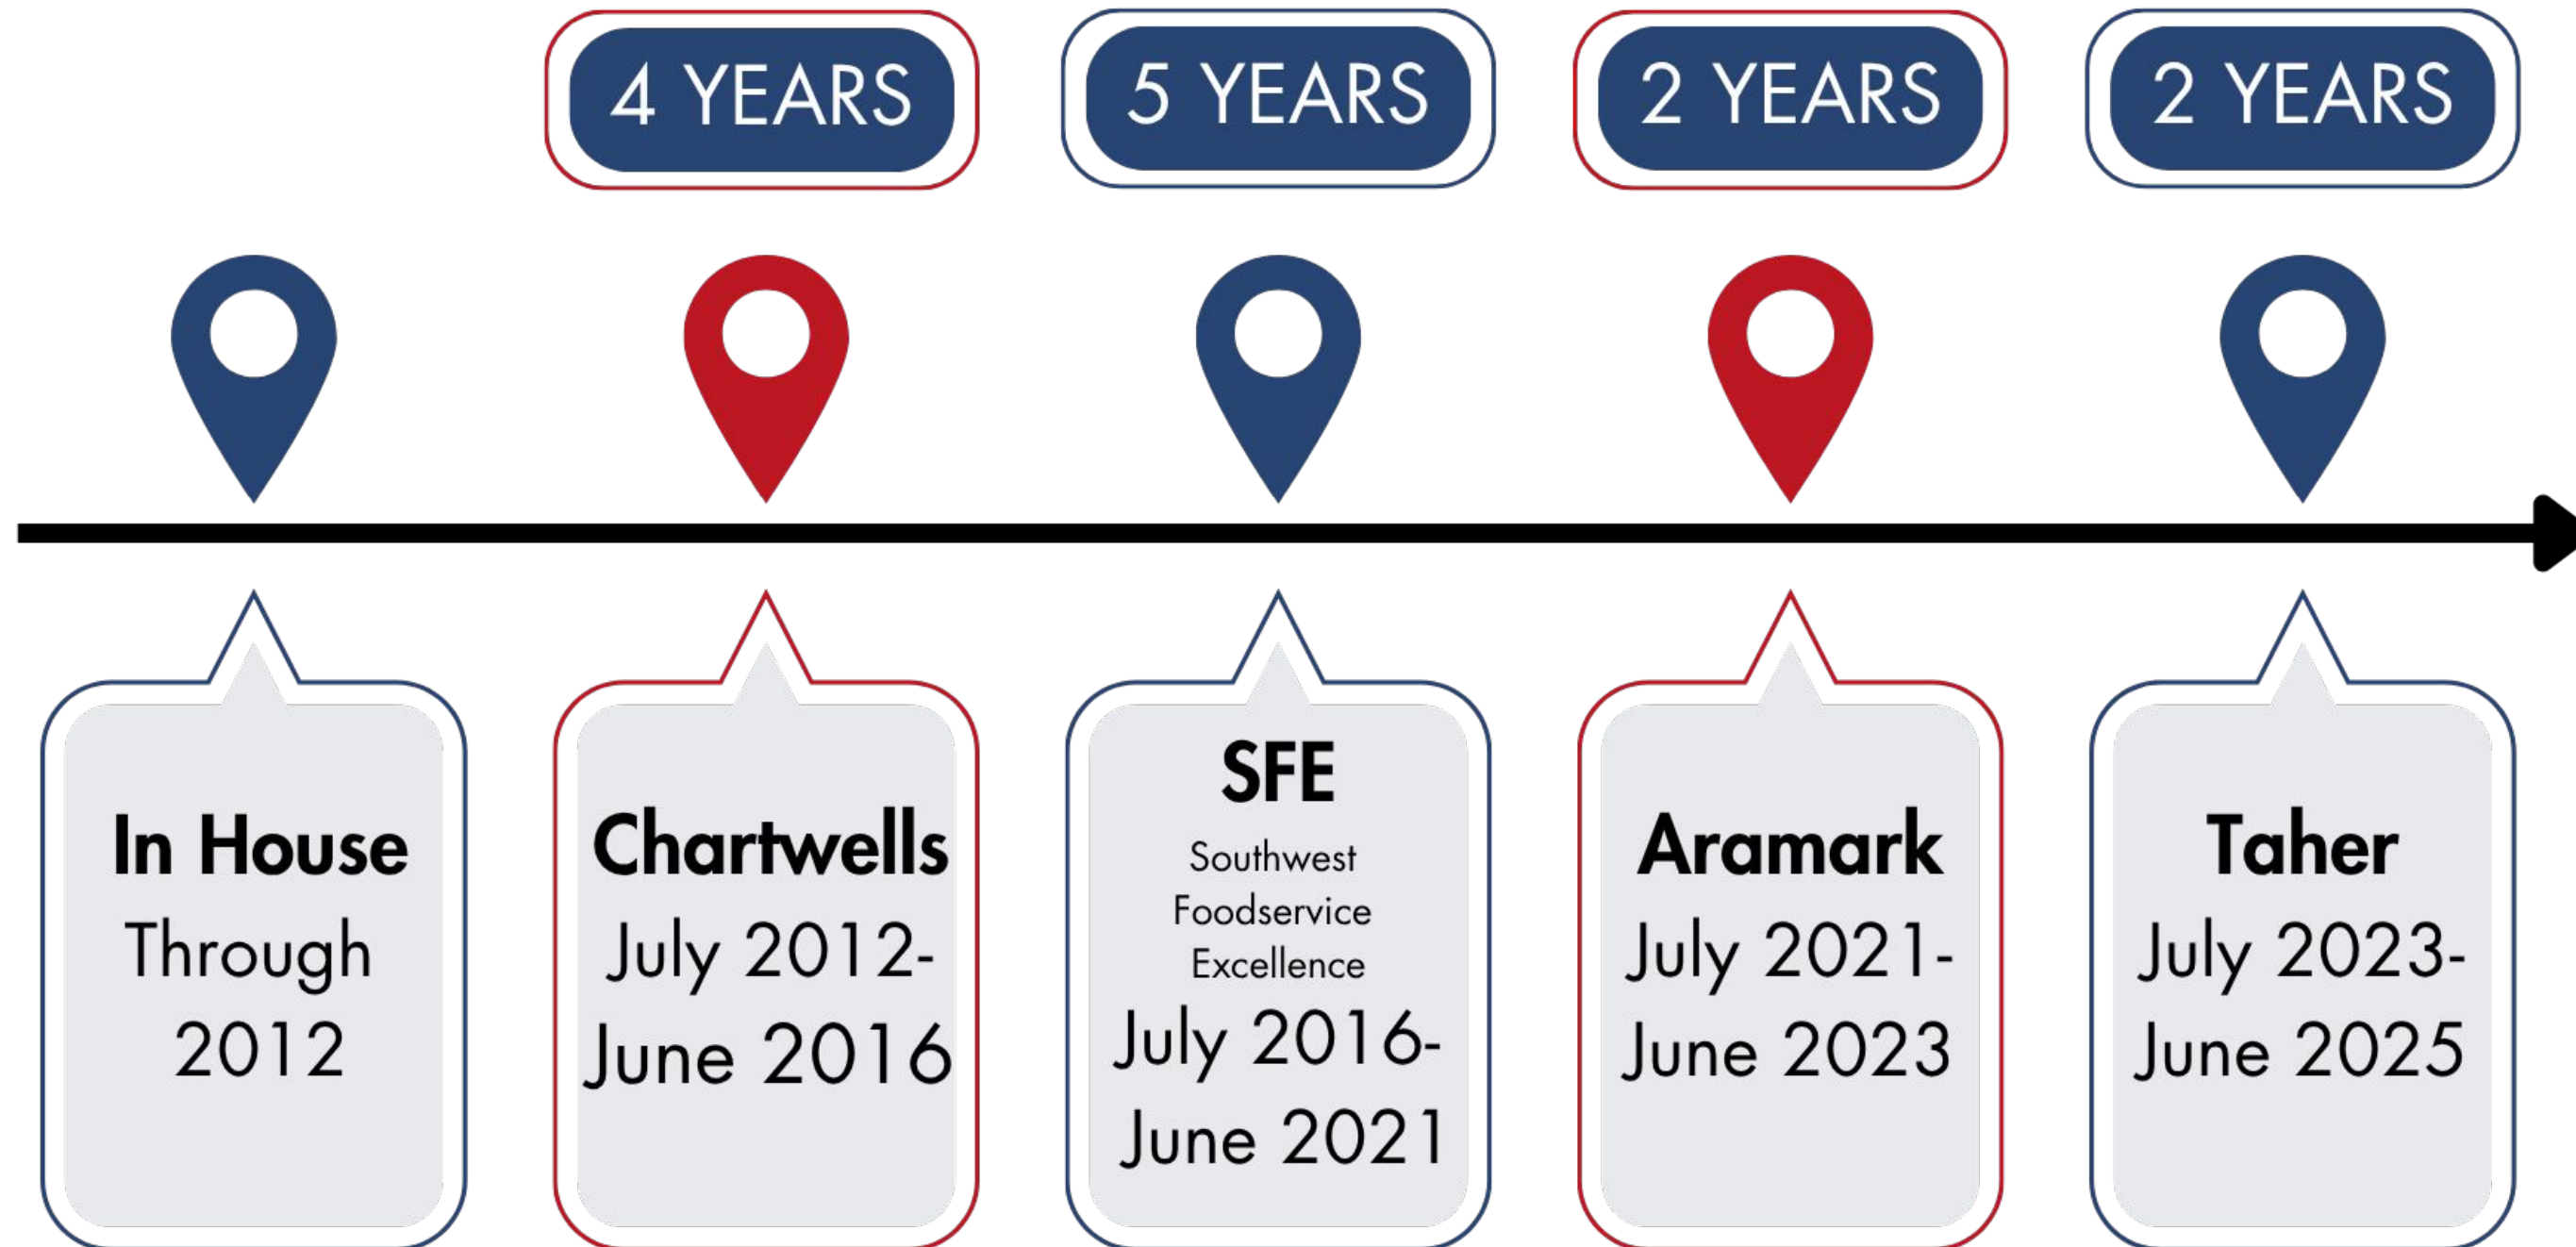 4 YEARS
5 YEARS
2 YEARS
2 YEARS
In House
Through
2012
Chartwells
July 2012-
June 2016
SFE
Southwest
Foodservice
Excellence
July 2016-
June 2021
Aramark
July 2021-
June 2023
Taher
July 2023-
June 2025